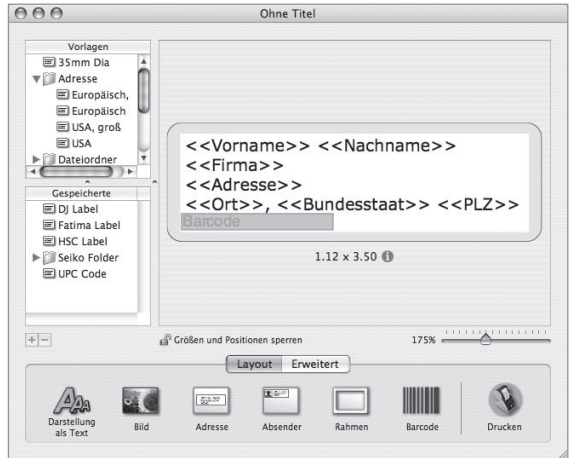 Ohne Titel
Vorlagen
35mm Dia
Adresse
Europäisch,
Europäisch
USA, groß
USA
Dateiordner
Gespeicherte
DJ Label
Fatima Label
HSC Label
Seiko Folder
UPC Code
<<Vorname>> <<Nachname>>
<<Firma>>
<<Adresse>>
<<Ort>>, <<Bundesstaat>> <<PLZ>>
Barcode
1.12 x 3.50
Größen und Positionen sperren
175%
Layout Erweitert
Darstellung
als Text
Bild
Adresse
Absender
Rahmen
Barcode
Drucken